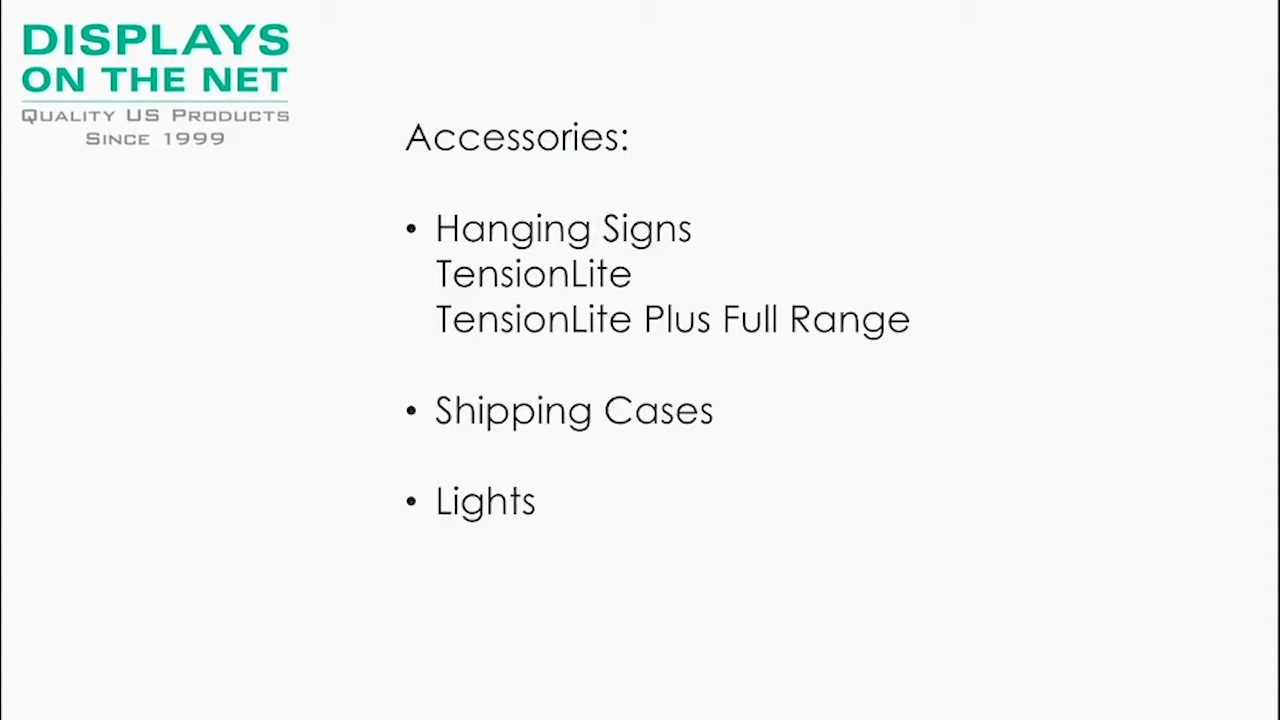 DISPLAYS
ON THE NET
QUALITY US PRODUCTS
SINCE 1999
Accessories:
• Hanging Signs
TensionLite
TensionLite Plus Full Range
• Shipping Cases
• Lights